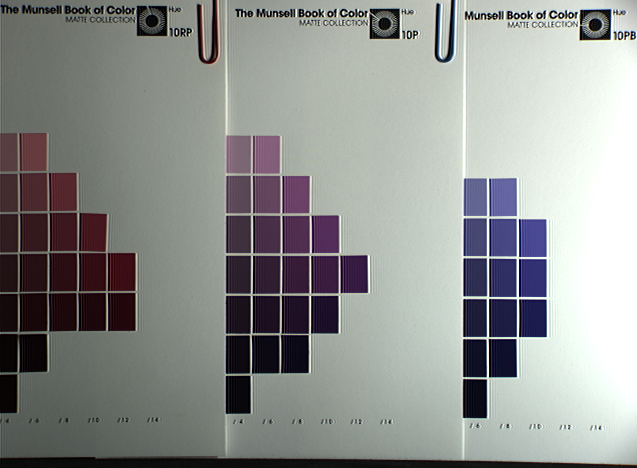 The Munsell Book of Color
MATTE COLLECTION
Hue
10RP
/4 /6 /8 /10 /12 /14
The Munsell Book of Color
MATTE COLLECTION
Hue
10P
/4 /6 /8 /10 /12 /14
Munsell Book of Color
MATTE COLLECTION
Hue
10PB
/6 /8 /10 /12 /14